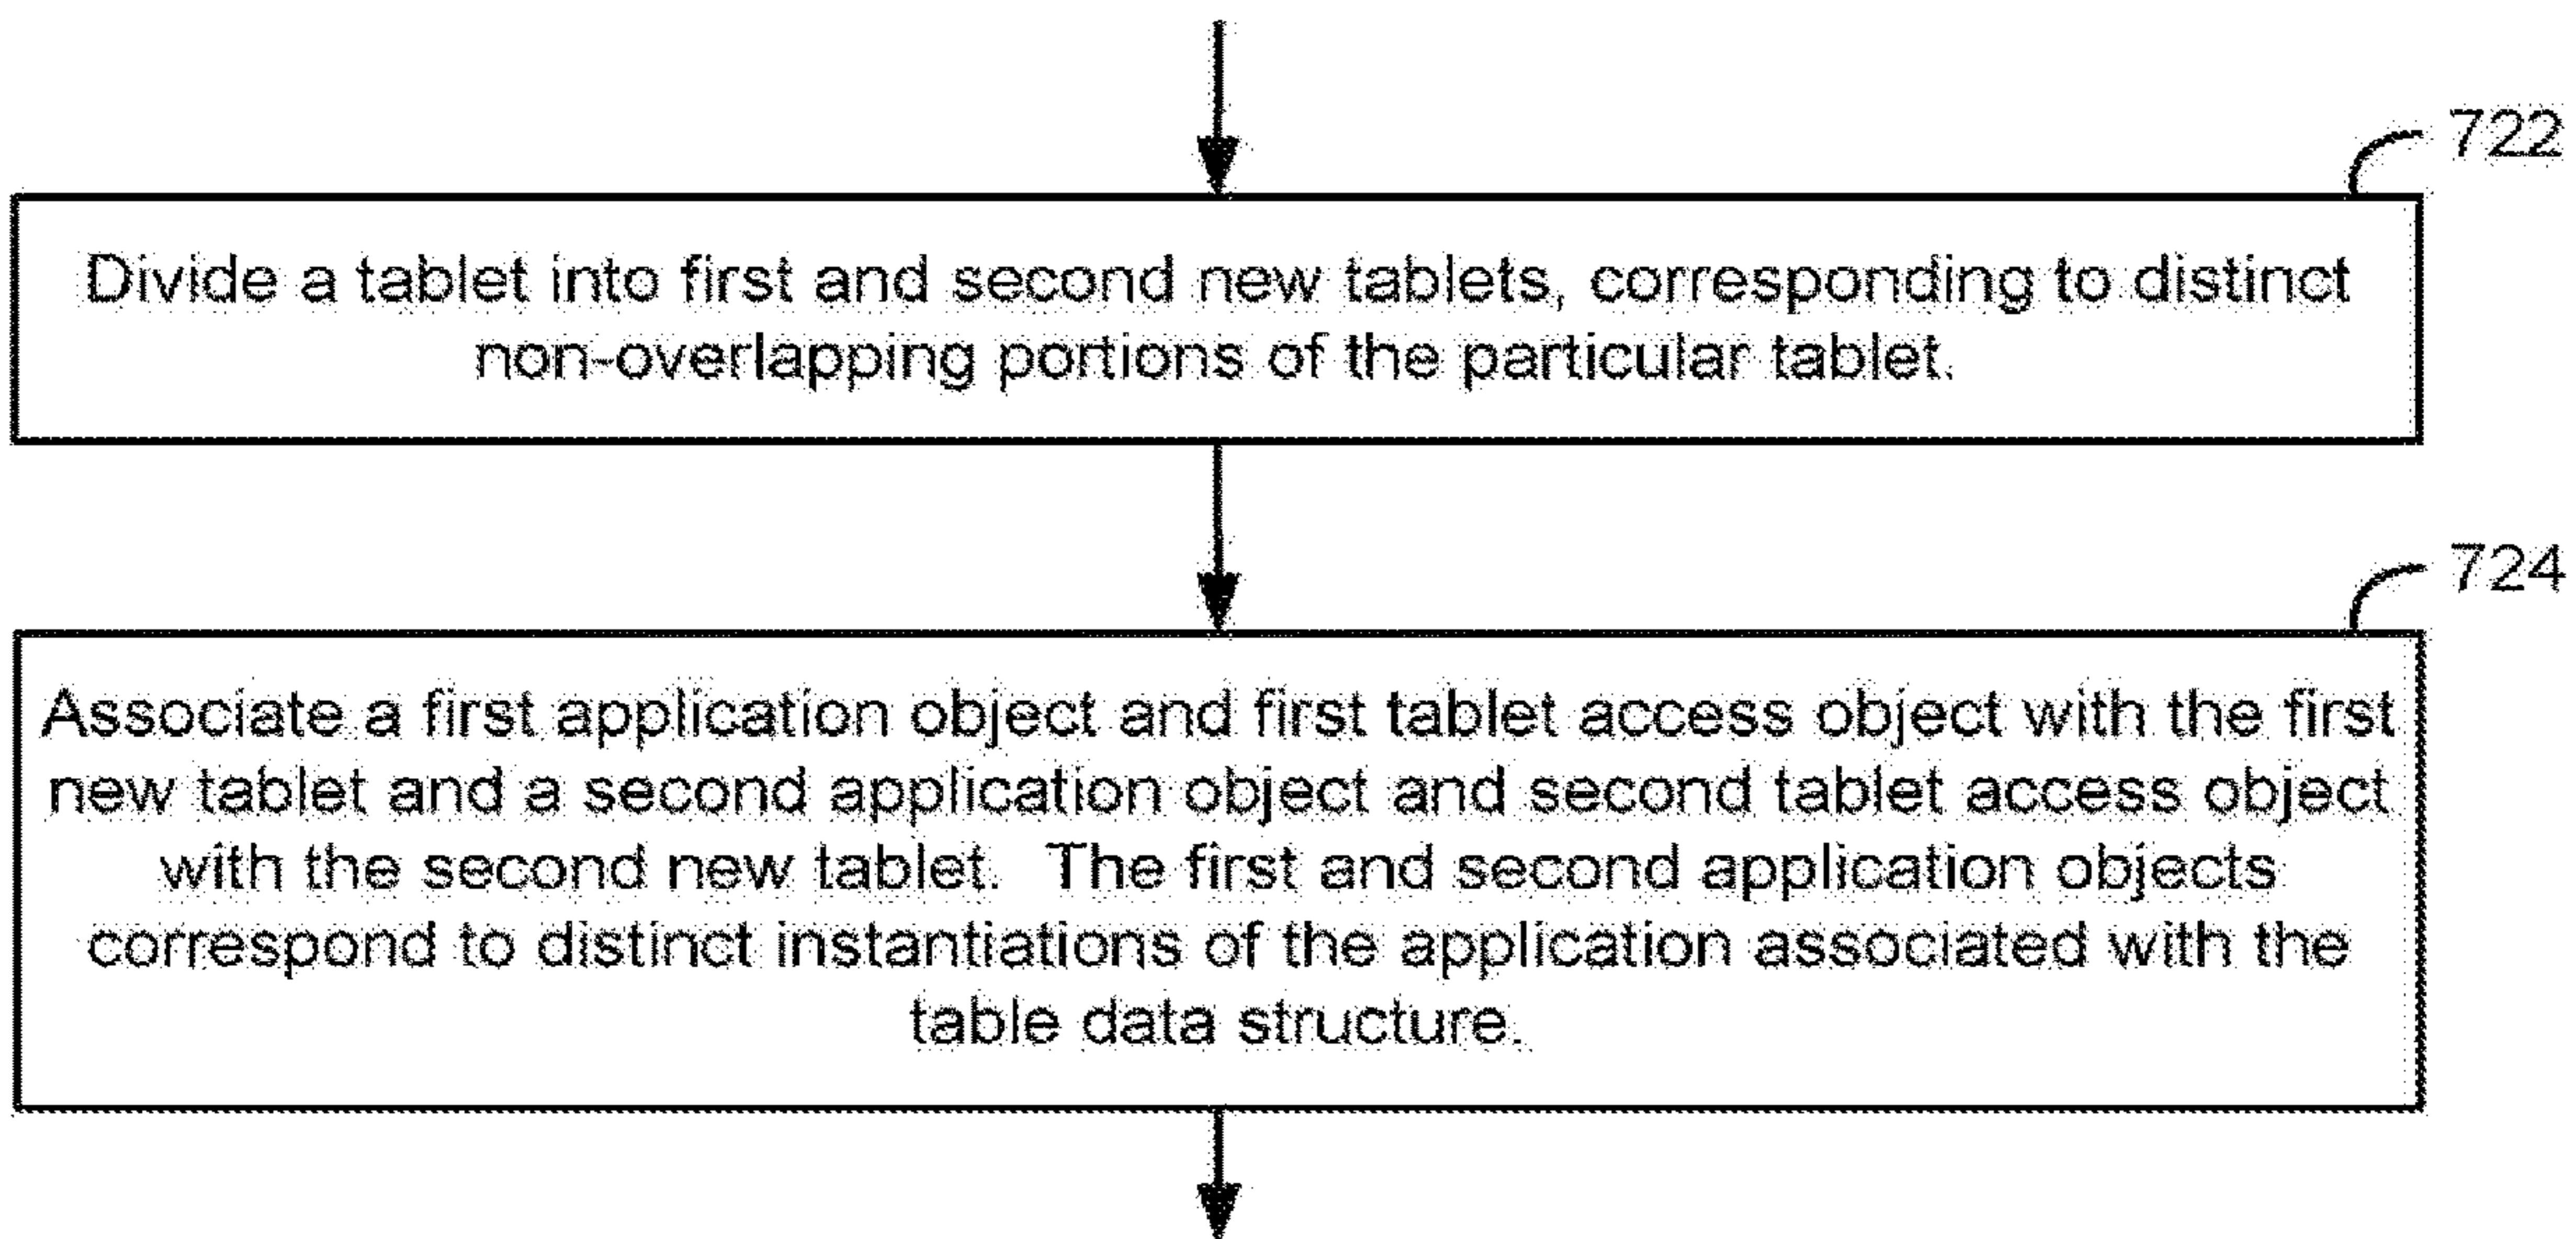 722
Divide a tablet into first and second new tablets, corresponding to distinct
non-overlapping portions of the particular tablet.
724
Associate a first application object and first tablet access object with the first
new tablet and a second application object and second tablet access object
with the second new tablet.  The first and second application objects
correspond to distinct instantiations of the application associated with the
table data structure.